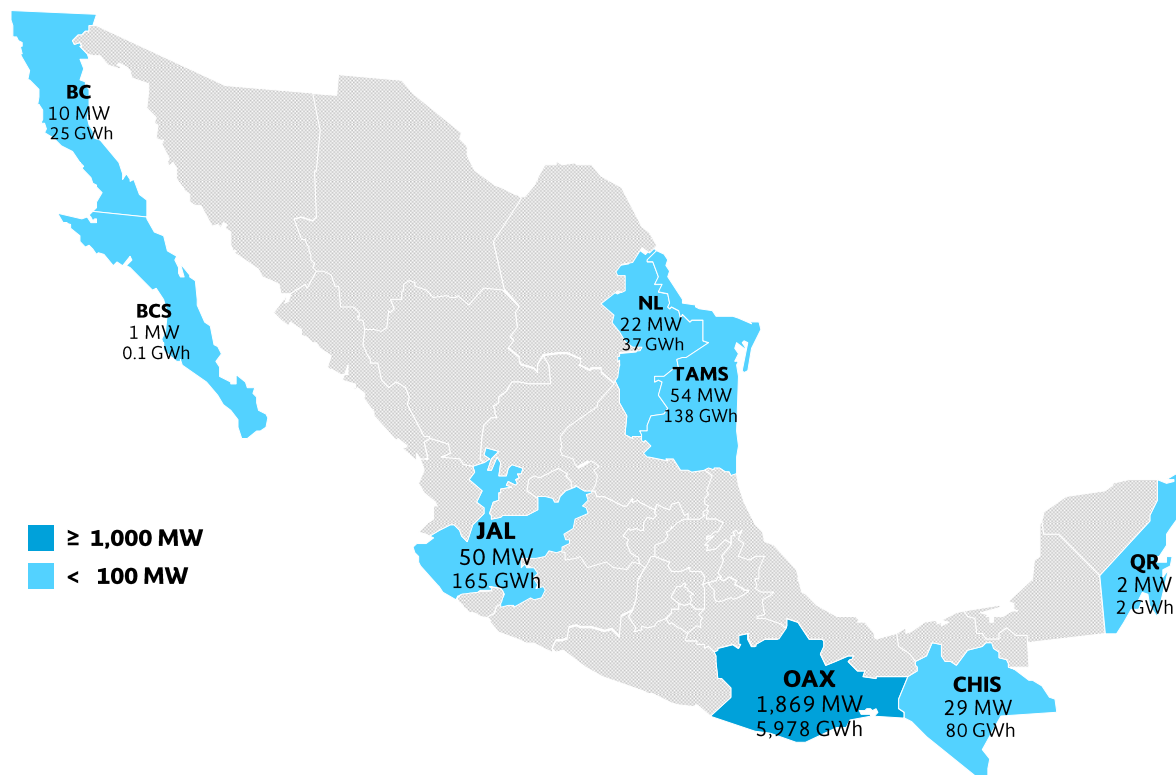 BC
10 MW
25 GWh
BCS
1 MW
0.1 GWh
NL
22 MW
37 GWh
TAMS
54 MW
138 GWh
JAL
50 MW
165 GWh
≥ 1,000 MW
< 100 MW
QR
2 MW
2 GWh
OAX
1,869 MW
5,978 GWh
CHIS
29 MW
80 GWh